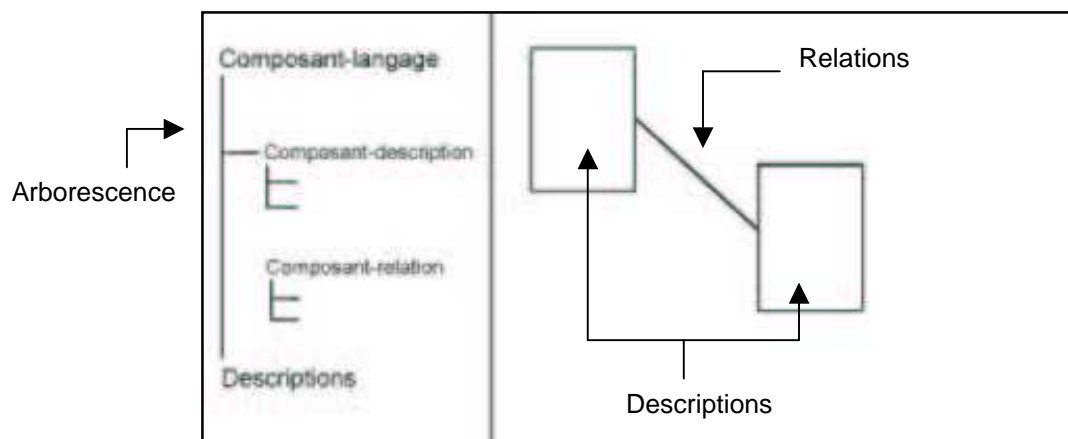 Composant-langage
Composant-description
Composant-relation
Descriptions
Arborescence
Relations
Descriptions